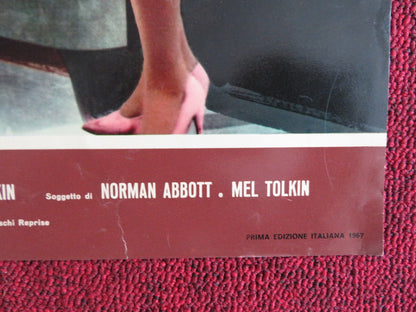 KIN Soggetto di NORMAN ABBOTT . MEL TOLKIN
schi Reprise
PRIMA EDIZIONE ITALIANA 1967